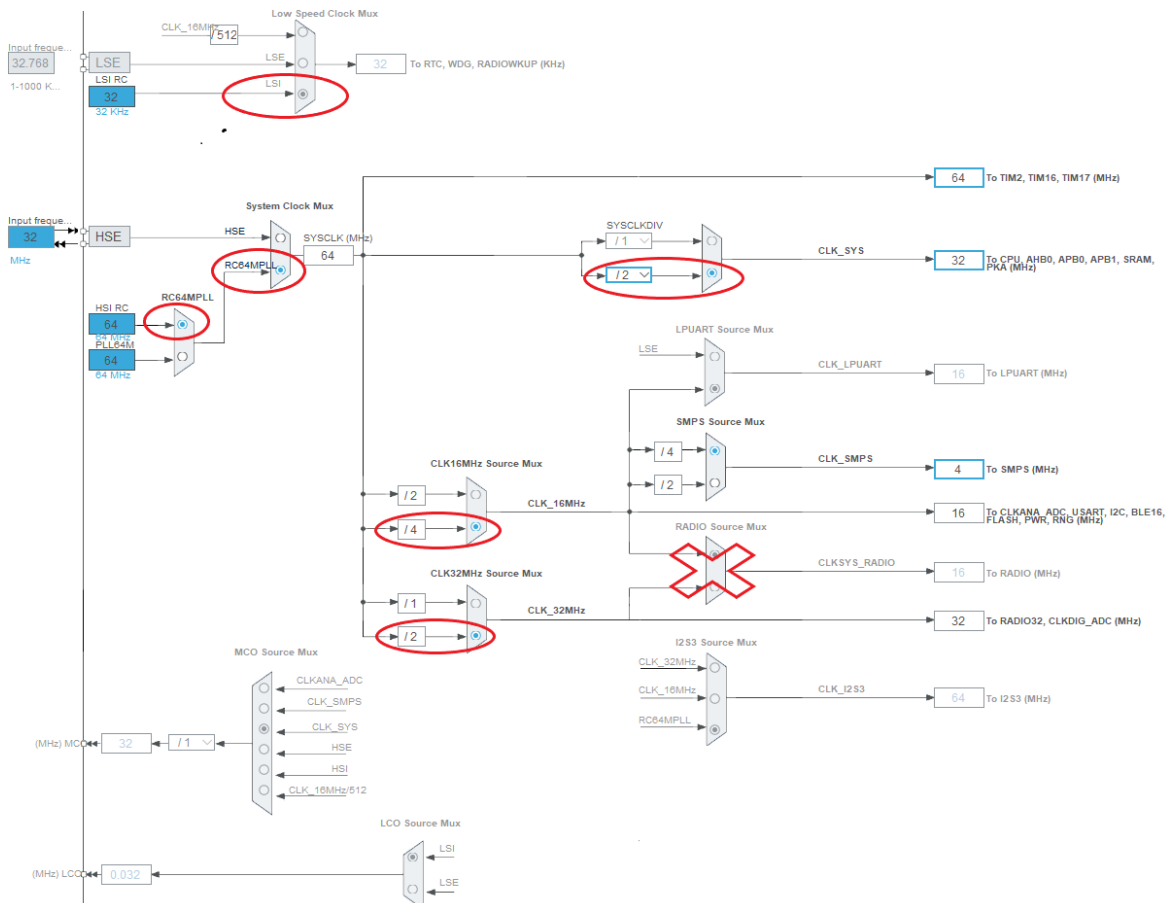 Low Speed Clock Mux
CLK_16MHz
/ 512
Input freque...
32.768
1-1000 K...
LSE
LSE
32
To RTC, WDG, RADIOWKUP (KHz)
LSI RC
32
32 KHz
LSI
64
To TIM2, TIM16, TIM17 (MHz)
System Clock Mux
Input freque...
32
MHz
HSE
HSE
SYSCLK (MHz)
64
RC64MPLL
SYSCLKDIV
/ 1
/ 2
CLK_SYS
32
To CPU, AHB0, APB0, APB1, SRAM,
PKA (MHz)
RC64MPLL
HSI RC
64
64 MHz
PLL64M
64
64 MHz
LPUART Source Mux
LSE
CLK_LPUART
16
To LPUART (MHz)
SMPS Source Mux
/ 4
/ 2
CLK_SMPS
4
To SMPS (MHz)
CLK16MHz Source Mux
/ 2
/ 4
CLK_16MHz
16
To CLKANA_ADC, USART, I2C, BLE16,
FLASH, PWR, RNG (MHz)
RADIO Source Mux
CLKSYS_RADIO
16
To RADIO (MHz)
CLK32MHz Source Mux
/ 1
/ 2
CLK_32MHz
32
To RADIO32, CLKDIG_ADC (MHz)
I2S3 Source Mux
CLK_32MHz
CLK_16MHz
RC64MPLL
CLK_I2S3
64
To I2S3 (MHz)
MCO Source Mux
CLKANA_ADC
CLK_SMPS
CLK_SYS
HSE
HSI
CLK_16MHz/512
(MHz) MC
32
/ 1
LCO Source Mux
LSI
LSE
(MHz) LCO
0.032